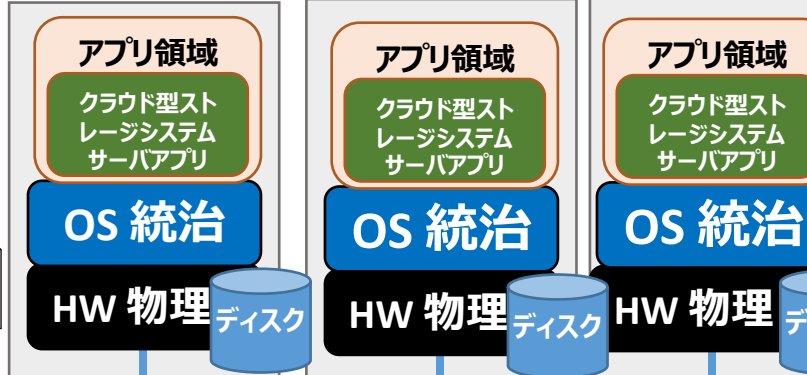 アプリ領域
クラウド型スト
レージシステム
サーバアプリ
OS 統治
HW 物理
ディスク
アプリ領域
クラウド型スト
レージシステム
サーバアプリ
OS 統治
HW 物理
ディスク
アプリ領域
クラウド型スト
レージシステム
サーバアプリ
OS 統治
HW 物理